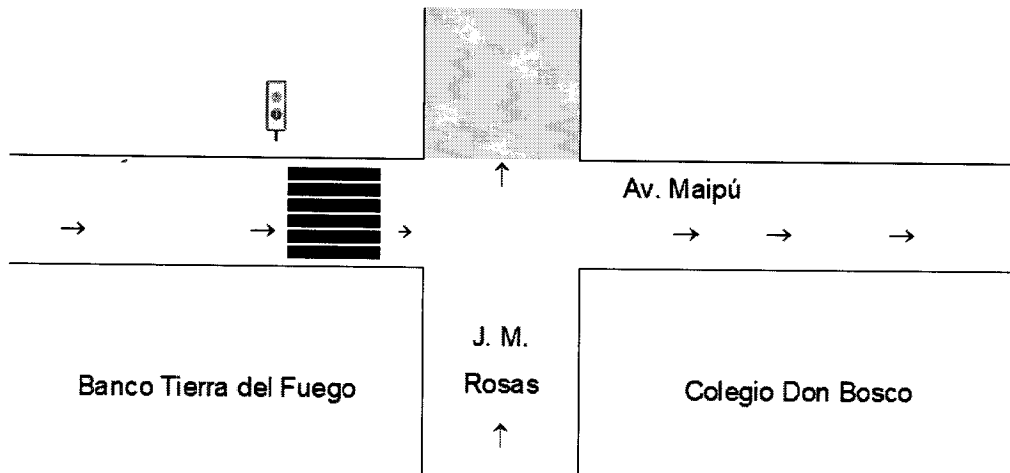 Av. Maipú
J. M.
Rosas
Banco Tierra del Fuego
Colegio Don Bosco